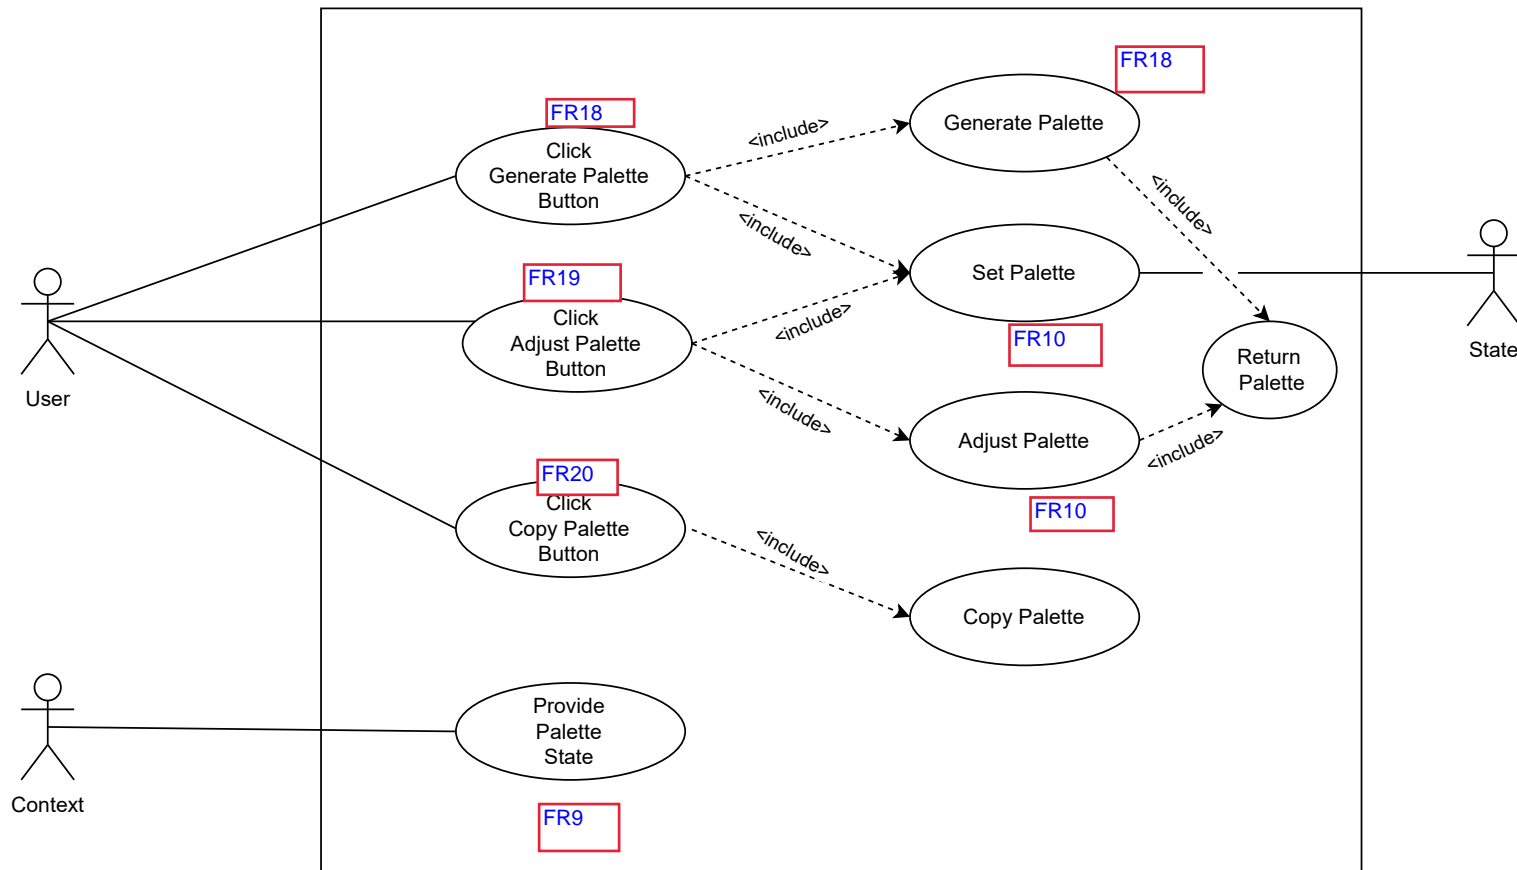 FR18
FR18
Click
Generate Palette
Button
<include>
Generate Palette
<include>
<include>
Set Palette
FR19
Click
Adjust Palette
Button
<include>
FR10
Return
Palette
State
User
<include>
Adjust Palette
<include>
FR20
Click
Copy Palette
Button
FR10
<include>
Copy Palette
Provide
Palette
State
Context
FR9